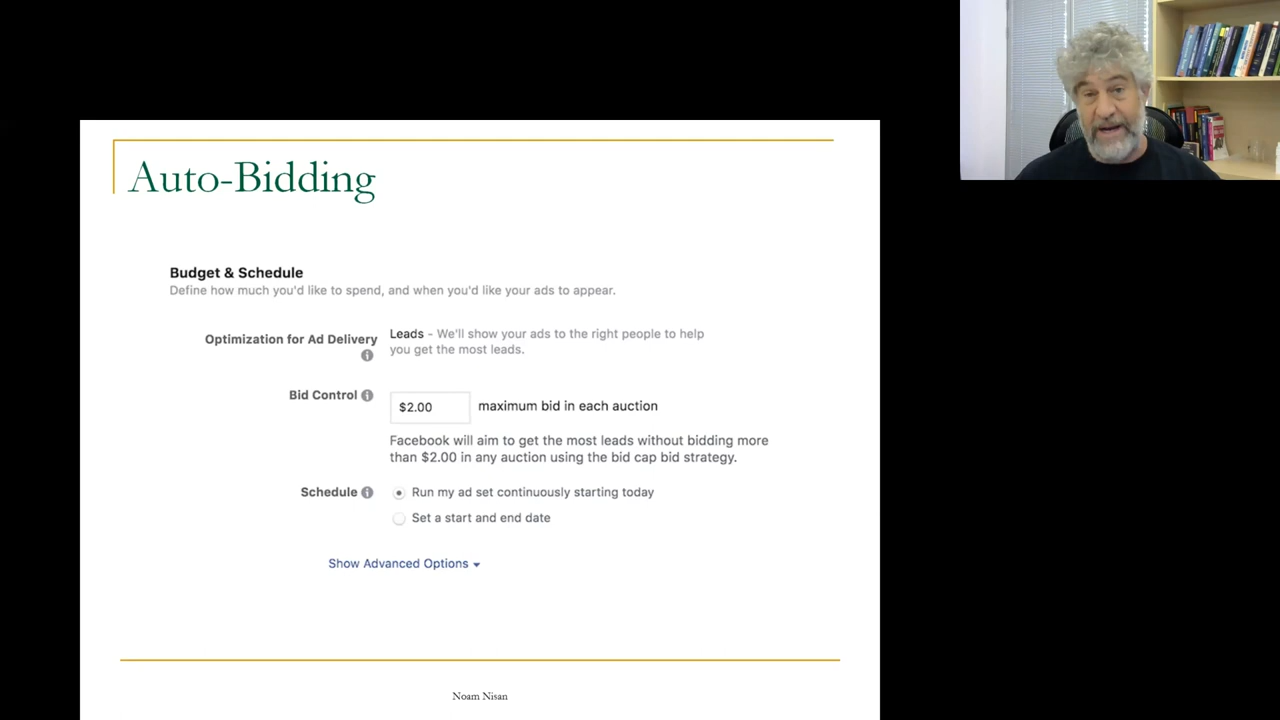 Auto-Bidding
Budget & Schedule
Define how much you'd like to spend, and when you'd like your ads to appear.
Optimization for Ad Delivery
Leads - We'll show your ads to the right people to help
you get the most leads.
Bid Control
$2.00
maximum bid in each auction
Facebook will aim to get the most leads without bidding more
than $2.00 in any auction using the bid cap bid strategy.
Schedule
Run my ad set continuously starting today
Set a start and end date
Show Advanced Options
Noam Nisan